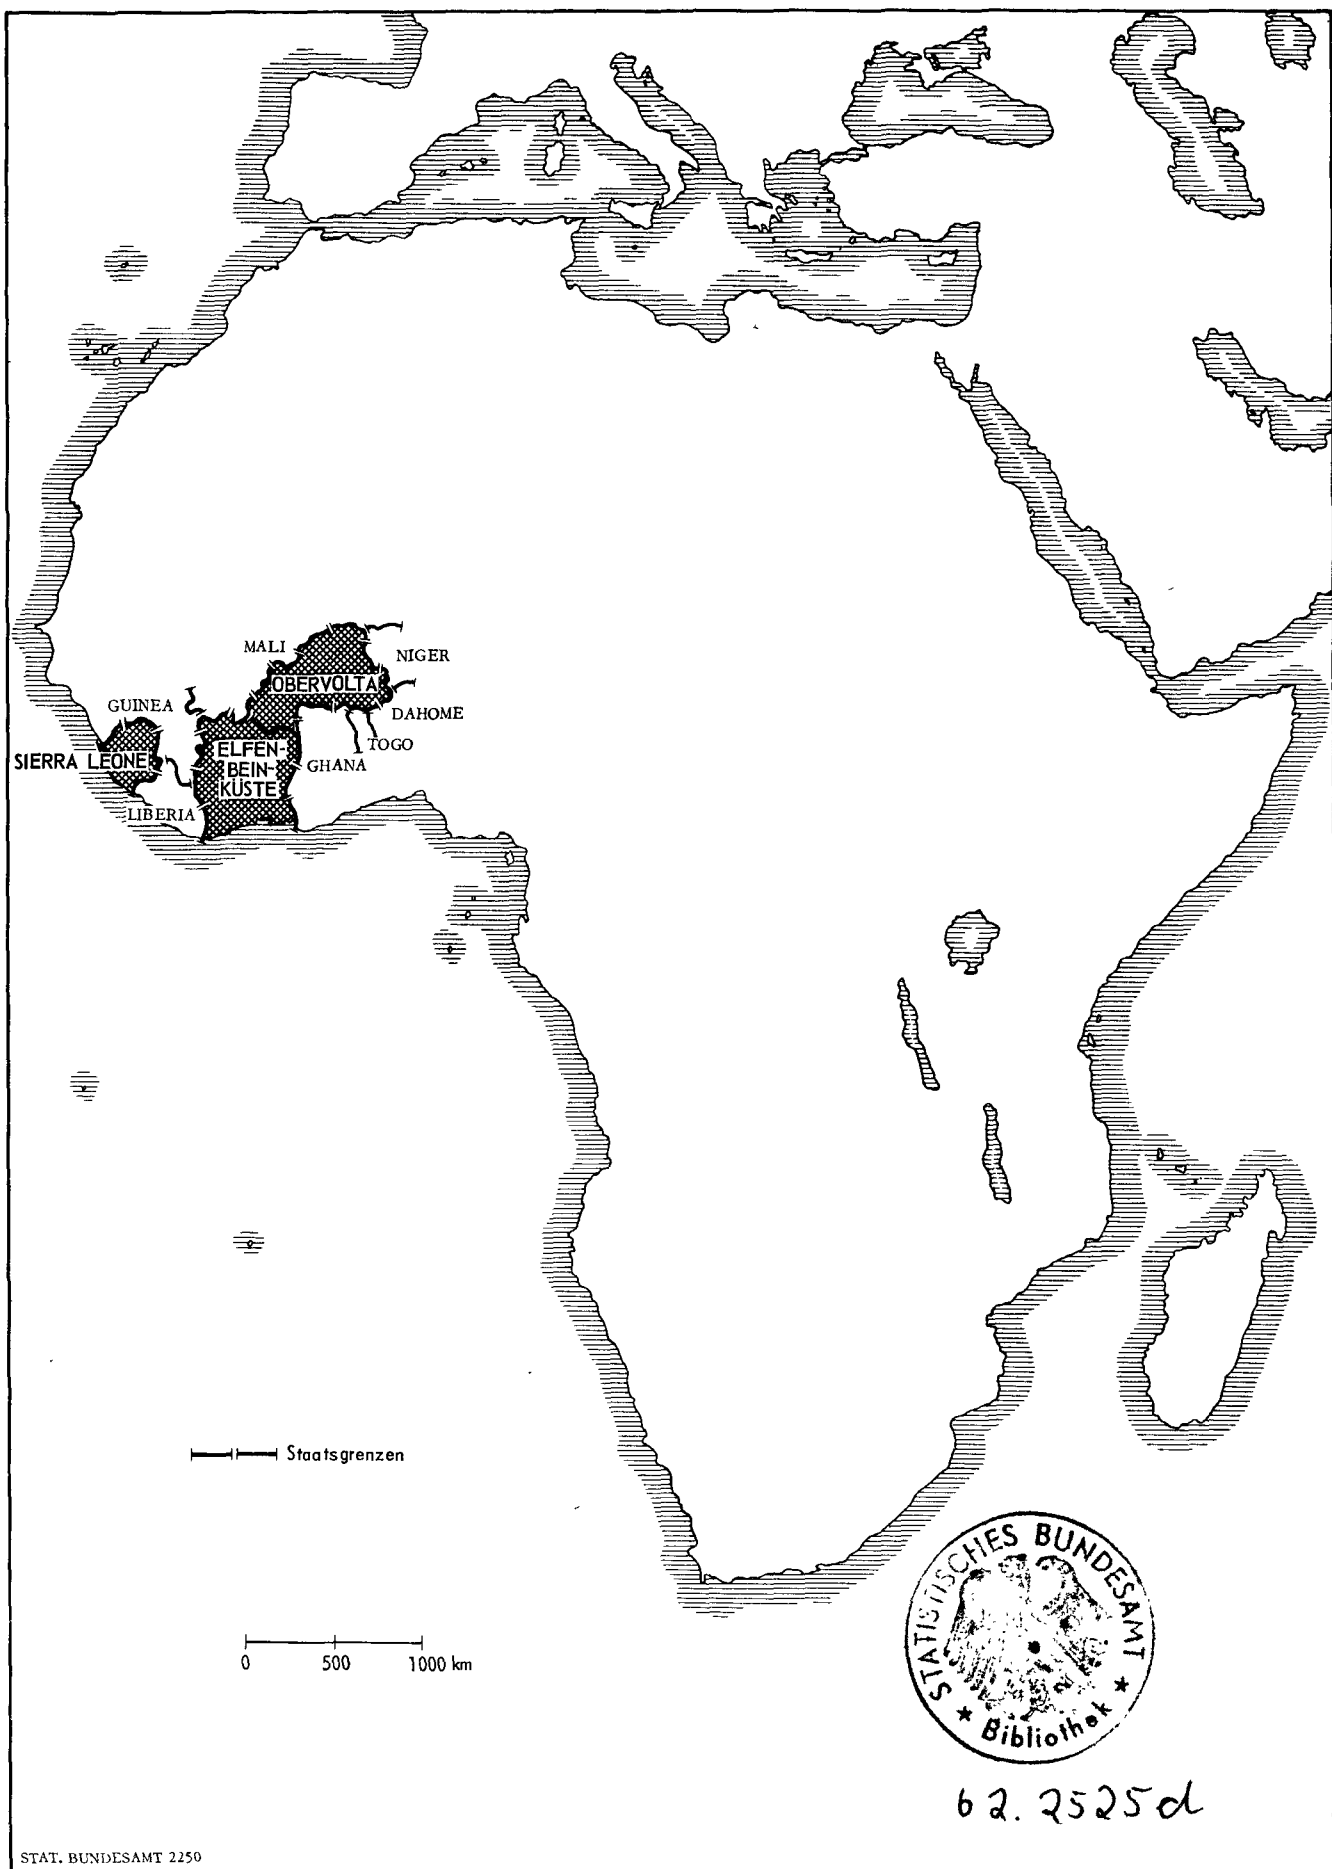 MALI
NIGER
OBERVOLTA
GUINEA
DAHOME
TOGO
SIERRA LEONE
ELFEN-
BEIN-
KÜSTE
GHANA
LIBERIA
Staatsgrenzen
0 500 1000 km
STATISTISCHES BUNDESAMT
★ Bibliothek ★
62.2525d
STAT. BUNDESAMT 2250